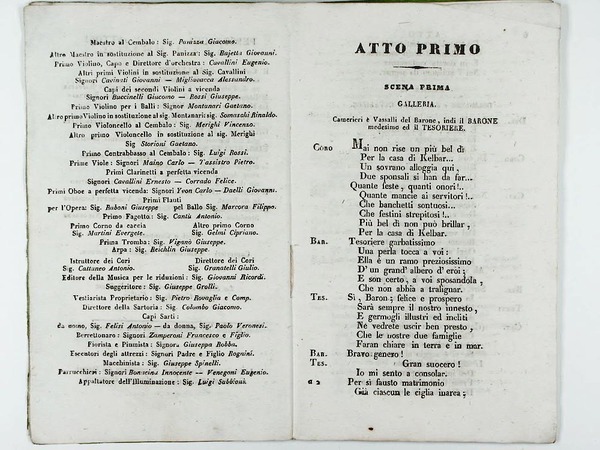 Maestro al Cembalo: Sig. Panizza Giacomo.
Altro Maestro in sostituzione al Sig. Panizza: Sig. Bajetti Giovanni.
Primo Violino, Capo e Direttore d'orchestra: Cavallini Eugenio.
Altri primi Violini in sostituzione al Sig. Cavallini
Signori Cavinati Giovanni — Migliavacca Alessandro.
Capi dei secondi Violini a vicenda
Signori Buccinelli Giacomo — Rossi Giuseppe.
Primo Violino per i Balli: Signor Montanari Gaetano.
Altro primo Violino in sostituzione al sig. Montanari: sig. Somaschi Rinaldo.
Primo Violoncello al Cembalo: Sig. Merighi Vincenzo.
Altro primo Violoncello in sostituzione al sig. Merighi
Sig Storioni Gaetano.
Primo Contrabbasso al Cembalo: Sig. Luigi Rossi.
Prime Viole: Signori Maino Carlo — Tassistro Pietro.
Primi Clarinetti a perfetta vicenda
Signori Cavallini Ernesto — Corrado Felice.
Primi Oboe a perfetta vicenda: Signori Yvon Carlo — Daelli Giovanni.
Primi Flauti
per l'Opera: Sig. Raboni Giuseppe pel Ballo Sig. Marcora Filippo.
Primo Fagotto: Sig. Cantù Antonio.
Primo Corno da caccia Altro primo Corno
Sig. Martini Evergete. Sig. Gelmi Cipriano.
Prima Tromba: Sig. Viganò Giuseppe.
Arpa: Sig. Reichlin Giuseppe.
Istruttore dei Cori Direttore dei Cori
Sig. Cattaneo Antonio. Sig. Granatelli Giulio.
Editore della Musica per le riduzioni: Sig. Giovanni Ricordi.
Suggeritore: Sig. Giuseppe Grolli.
Vestiarista Proprietario: Sig. Pietro Rovaglia e Comp.
Direttore della Sartoria: Sig. Colombo Giacomo.
Capi Sarti:
da uomo, Sig. Felisi Antonio — da donna, Sig. Paolo Veronesi.
Berrettonaro: Signori Zamperoni Francesco e Figlio.
Fiorista e Piumista: Signora Giuseppa Robba.
Esecutori degli attrezzi: Signori Padre e Figlio Rognini.
Macchinista: Sig. Giuseppe Spinelli.
Parrucchieri: Signori Bonacina Innocente — Venegoni Eugenio.
Appaltatore dell'Illuminazione: Sig. Luigi Sabbioni.
ATTO PRIMO
SCENA PRIMA
GALLERIA.
Camerieri e Vassalli del Barone, indi il BARONE
medesimo ed il TESORIERE.
CORO Mai non rise un più bel dì
Per la casa di Kelbar...
Un sovrano alloggia qui,
Due sponsali si han da far...
Quante feste, quanti onori!..
Quante mancie ai servitori!..
Che banchetti sontuosi...
Che festini strepitosi!..
Più bel dì non può brillar,
Per la casa di Kelbar.
BAR. Tesoriere garbatissimo
Una perla tocca a voi:
Ella è un ramo preziosissimo
D' un grand' albero d' eroi;
E son certo, a voi sposandola,
Che non abbia a tralignar.
TES. Sì, Baron; felice e prospero
Sarà sempre il nostro innesto,
E germogli illustri ed incliti
Ne vedrete uscir ben presto,
Che le nostre due famiglie
Faran chiare in terra e in mar.
BAR. Bravo genero!
TES. Gran suocero!
Io mi sento a consolar.
a 2 Per sì fausto matrimonio
Già ciascun le ciglia inarca;